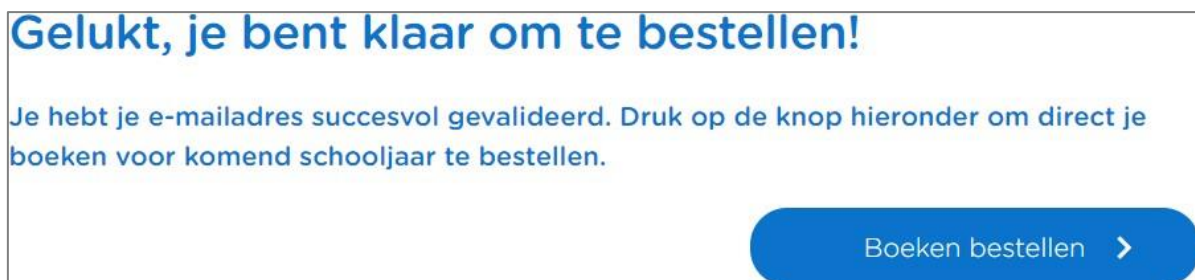 Gelukt, je bent klaar om te bestellen!
Je hebt je e-mailadres succesvol gevalideerd. Druk op de knop hieronder om direct je
boeken voor komend schooljaar te bestellen.
Boeken bestellen